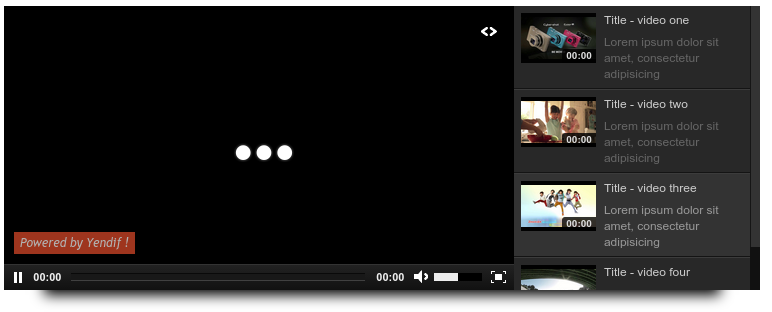 Powered by Yendif !
00:00
00:00
Title - video one
Lorem ipsum dolor sit
amet, consectetur
adipisicing
00:00
Title - video two
Lorem ipsum dolor sit
amet, consectetur
adipisicing
00:00
Title - video three
Lorem ipsum dolor sit
amet, consectetur
adipisicing
00:00
Title - video four